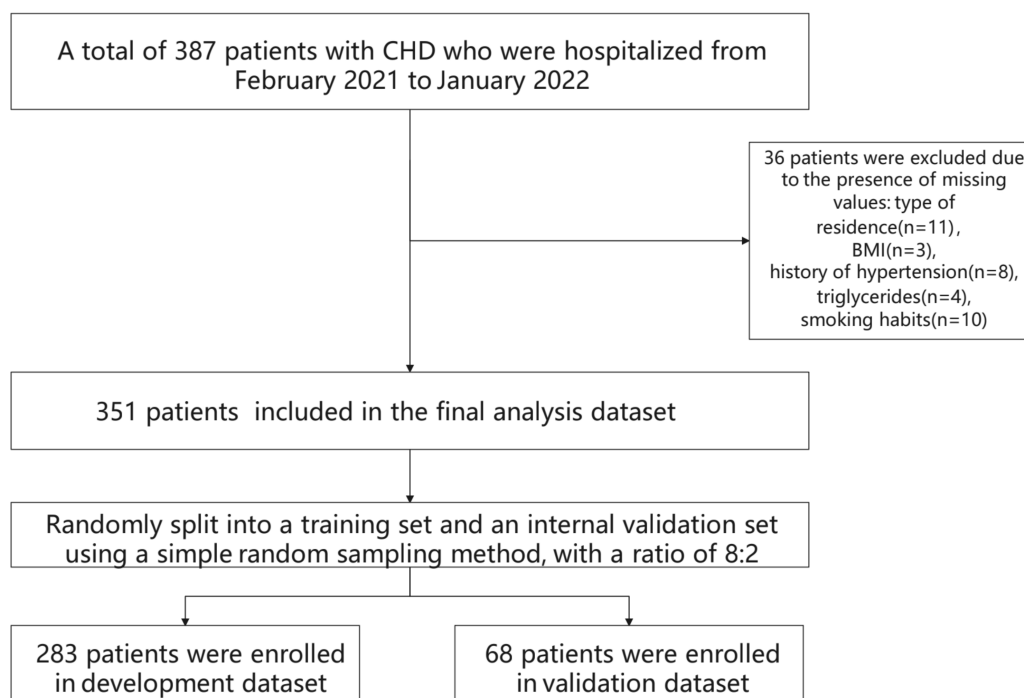 A total of 387 patients with CHD who were hospitalized from
February 2021 to January 2022
36 patients were excluded due
to the presence of missing
values: type of
residence(n=11),
BMI(n=3),
history of hypertension(n=8),
triglycerides(n=4),
smoking habits(n=10)
351 patients included in the final analysis dataset
Randomly split into a training set and an internal validation set
using a simple random sampling method, with a ratio of 8:2
283 patients were enrolled
in development dataset
68 patients were enrolled
in validation dataset